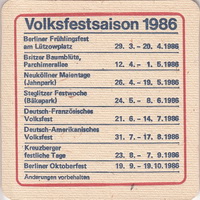 Volksfestsaison 1986
Berliner Frühlingsfest
am Lützowplatz 29. 3. - 20. 4. 1986
Britzer Baumblüte,
Parchimerallee 12. 4. - 1. 5. 1986
Neuköllner Maientage
(Jahnpark) 26. 4. - 19. 5. 1986
Steglitzer Festwoche
(Bäkepark) 24. 5. - 8. 6. 1986
Deutsch-Französisches
Volksfest 21. 6. - 14. 7. 1986
Deutsch-Amerikanisches
Volksfest 31. 7. - 17. 8. 1986
Kreuzberger
festliche Tage 23. 8. - 7. 9. 1986
Berliner Oktoberfest 19. 9. - 19. 10. 1986
Änderungen vorbehalten